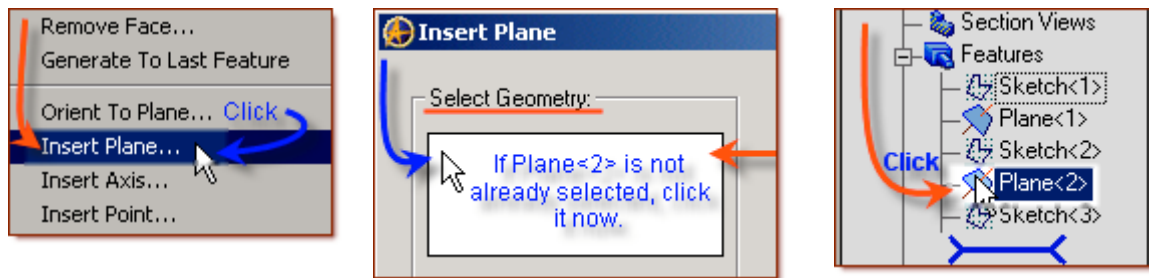 Remove Face...
Generate To Last Feature
Orient To Plane... Click
Insert Plane...
Insert Axis...
Insert Point...
Insert Plane
Select Geometry:
If Plane<2> is not
already selected, click
it now.
Section Views
Features
Sketch<1>
Plane<1>
Sketch<2>
Click
Plane<2>
Sketch<3>